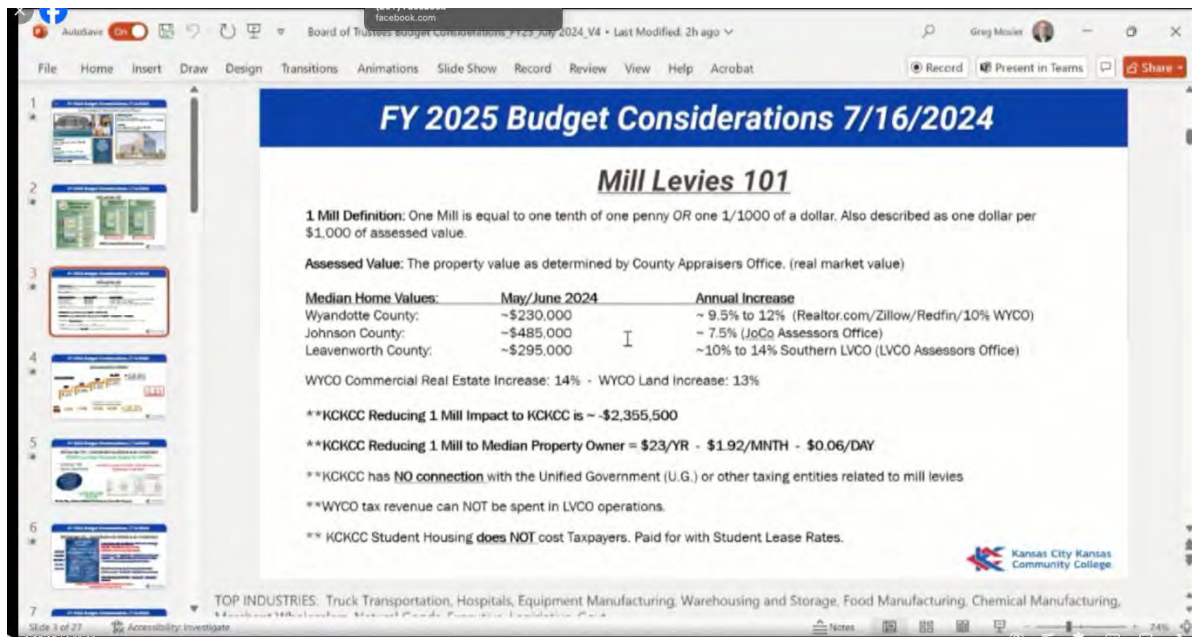 facebook.com
AutoSave On
Board of Trustees Budget Considerations_FY25_July 2024_V4 • Last Modified: 2h ago
Greg Mosier
File Home Insert Draw Design Transitions Animations Slide Show Record Review View Help Acrobat
Record Present in Teams Share
1
2
3
4
5
6
7
FY 2025 Budget Considerations 7/16/2024
Mill Levies 101
1 Mill Definition: One Mill is equal to one tenth of one penny OR one 1/1000 of a dollar. Also described as one dollar per
$1,000 of assessed value.
Assessed Value: The property value as determined by County Appraisers Office. (real market value)
Median Home Values: May/June 2024 Annual Increase
Wyandotte County: ~$230,000 ~ 9.5% to 12% (Realtor.com/Zillow/Redfin/10% WYCO)
Johnson County: ~$485,000 ~ 7.5% (JoCo Assessors Office)
Leavenworth County: ~$295,000 ~10% to 14% Southern LVCO (LVCO Assessors Office)
WYCO Commercial Real Estate Increase: 14% - WYCO Land Increase: 13%
**KCKCC Reducing 1 Mill Impact to KCKCC is ~ -$2,355,500
**KCKCC Reducing 1 Mill to Median Property Owner = $23/YR - $1.92/MNTH - $0.06/DAY
**KCKCC has NO connection with the Unified Government (U.G.) or other taxing entities related to mill levies
**WYCO tax revenue can NOT be spent in LVCO operations.
** KCKCC Student Housing does NOT cost Taxpayers. Paid for with Student Lease Rates.
Kansas City Kansas
Community College
TOP INDUSTRIES: Truck Transportation, Hospitals, Equipment Manufacturing, Warehousing and Storage, Food Manufacturing, Chemical Manufacturing,
Slide 3 of 27 Accessibility: Investigate Notes 74%